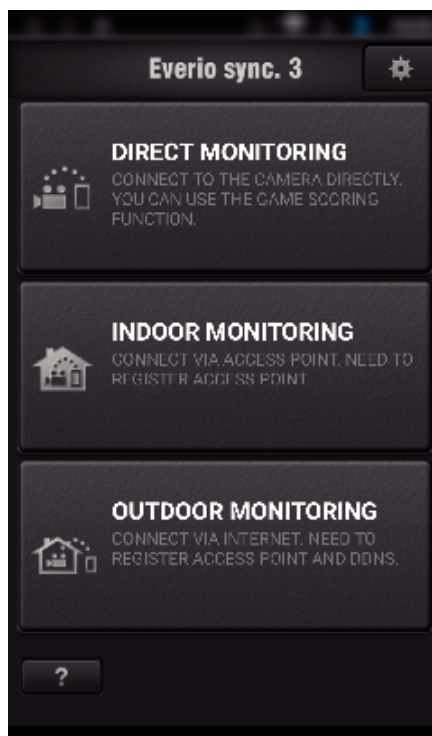 Everio sync. 3
DIRECT MONITORING
CONNECT TO THE CAMERA DIRECTLY.
YOU CAN USE THE GAME SCORING
FUNCTION.
INDOOR MONITORING
CONNECT VIA ACCESS POINT. NEED TO
REGISTER ACCESS POINT.
OUTDOOR MONITORING
CONNECT VIA INTERNET. NEED TO
REGISTER ACCESS POINT AND DDNS.
?